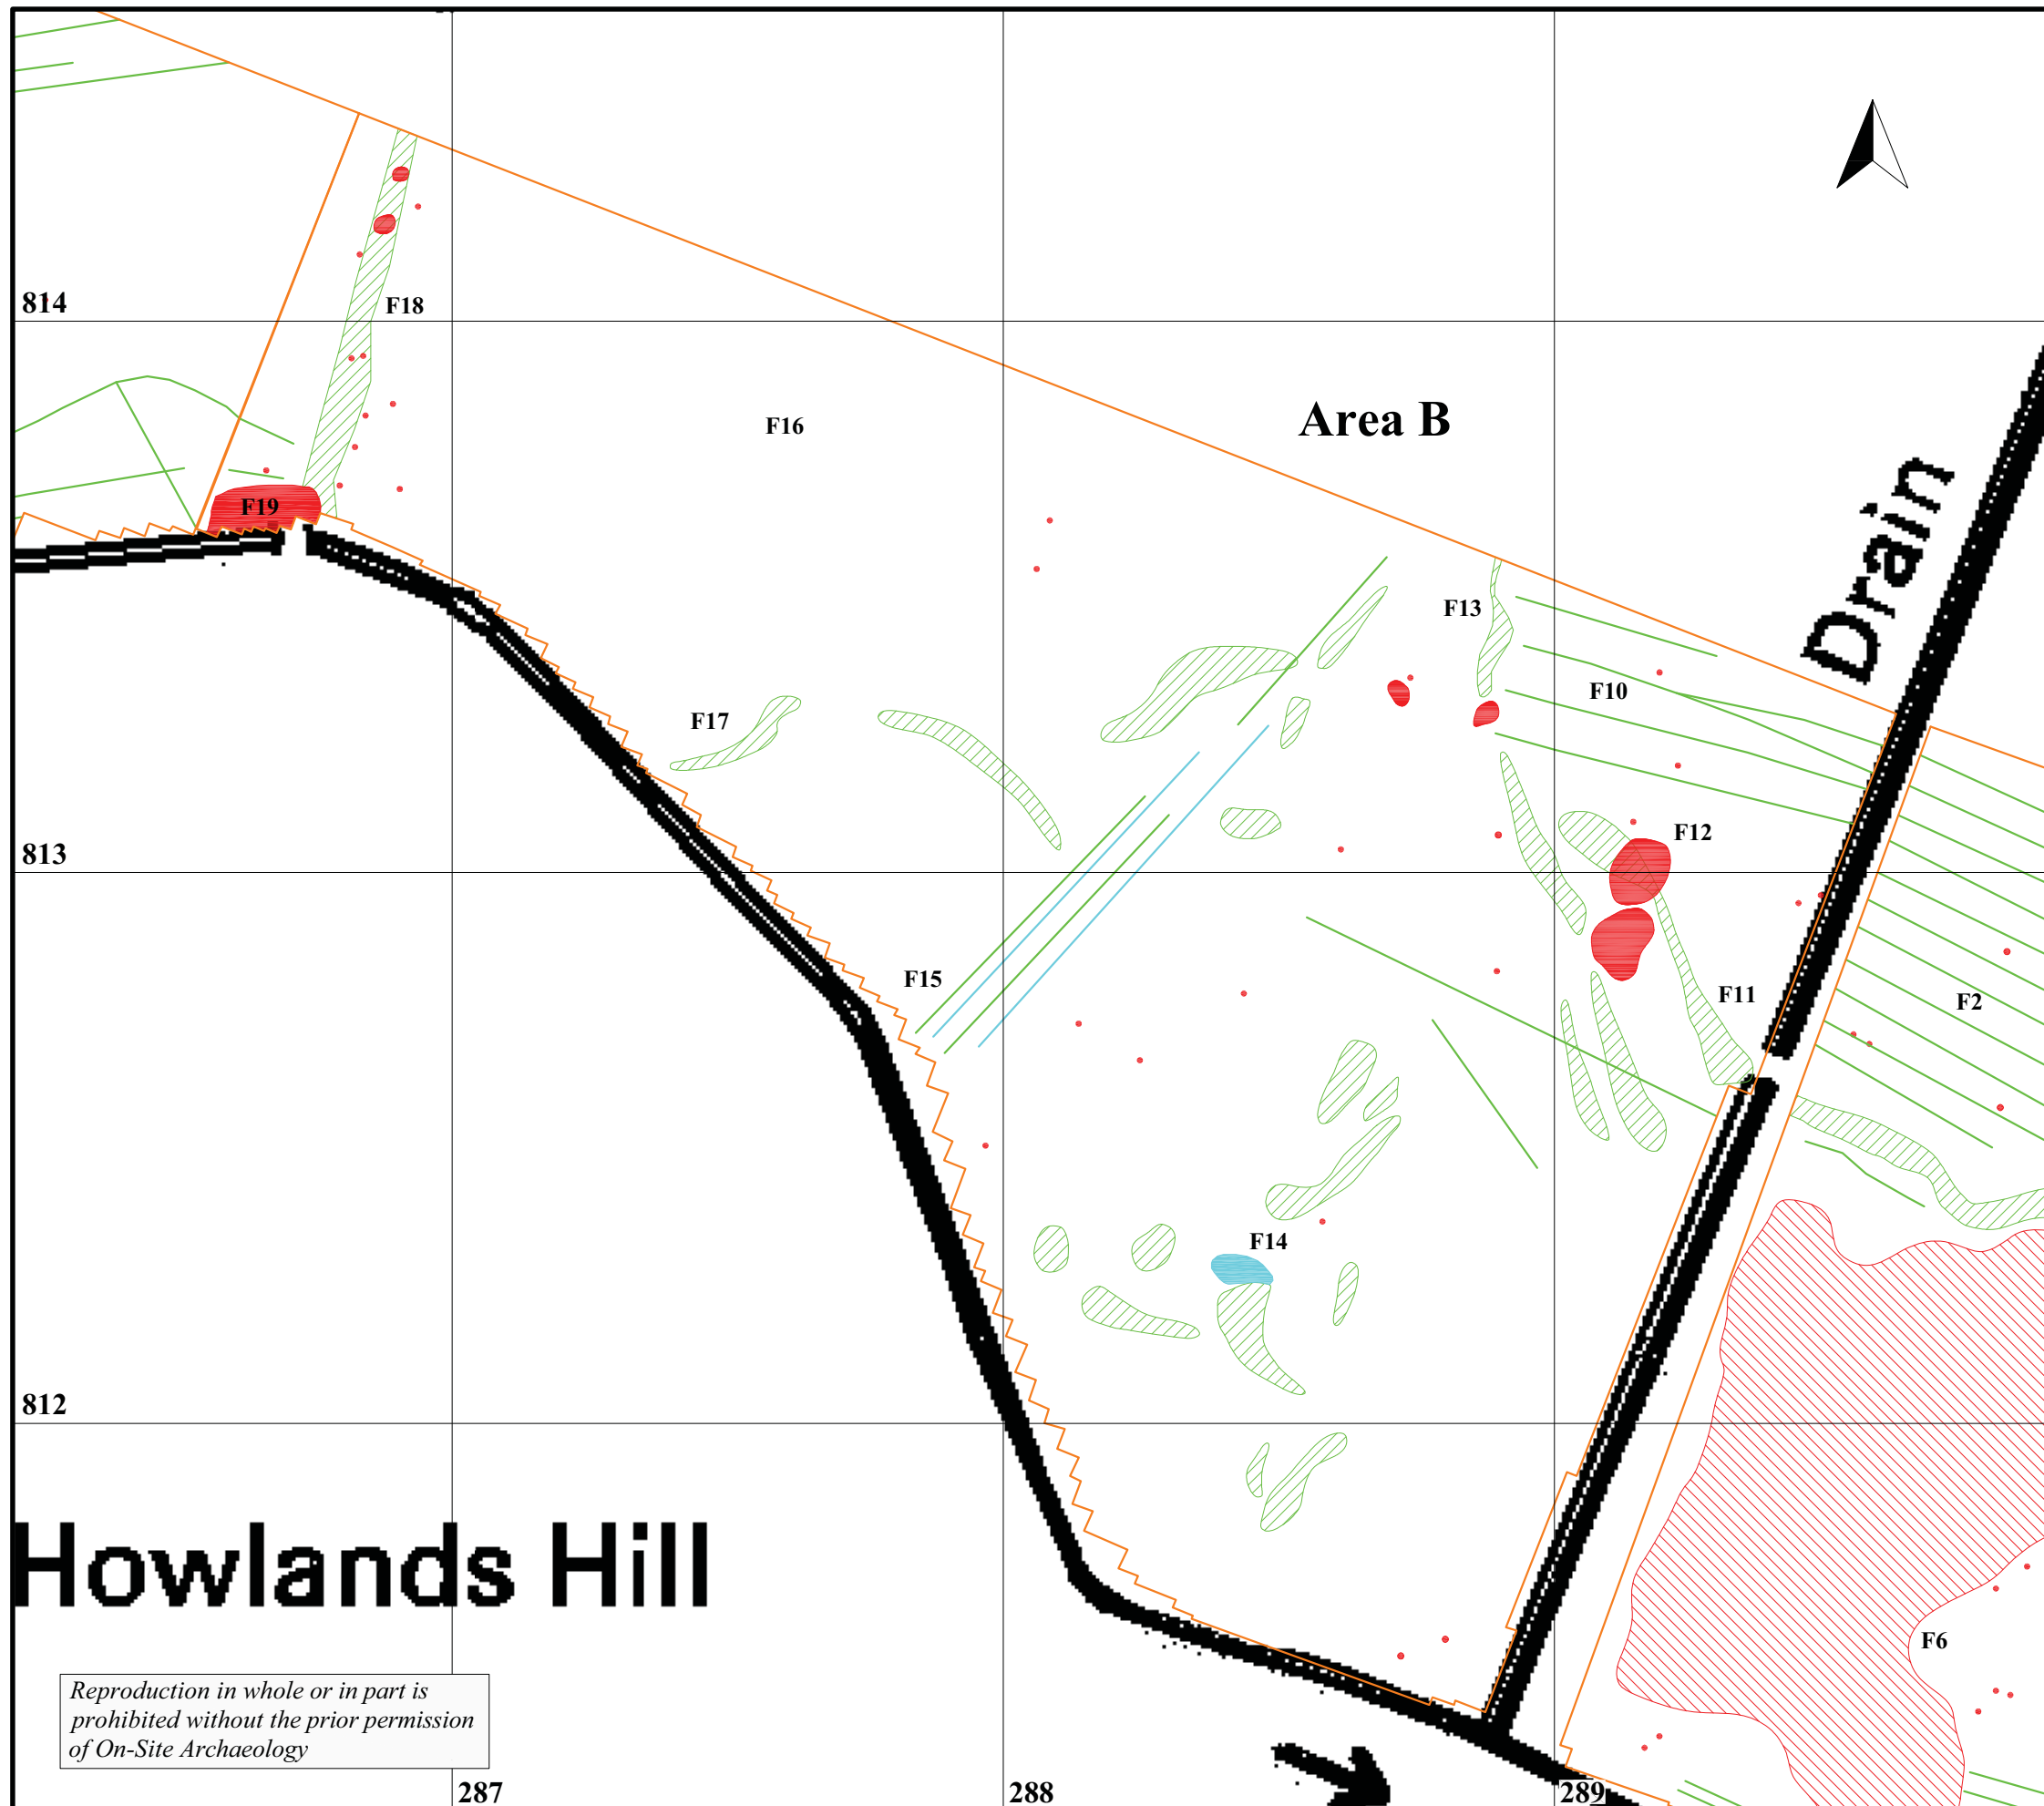 814
F18
F16
Area B
F19
Drain
F13
F10
F17
F12
813
F15
F11
F2
F14
812
Howlands Hill
F6
Reproduction in whole or in part is
prohibited without the prior permission
of On-Site Archaeology
287
288
289